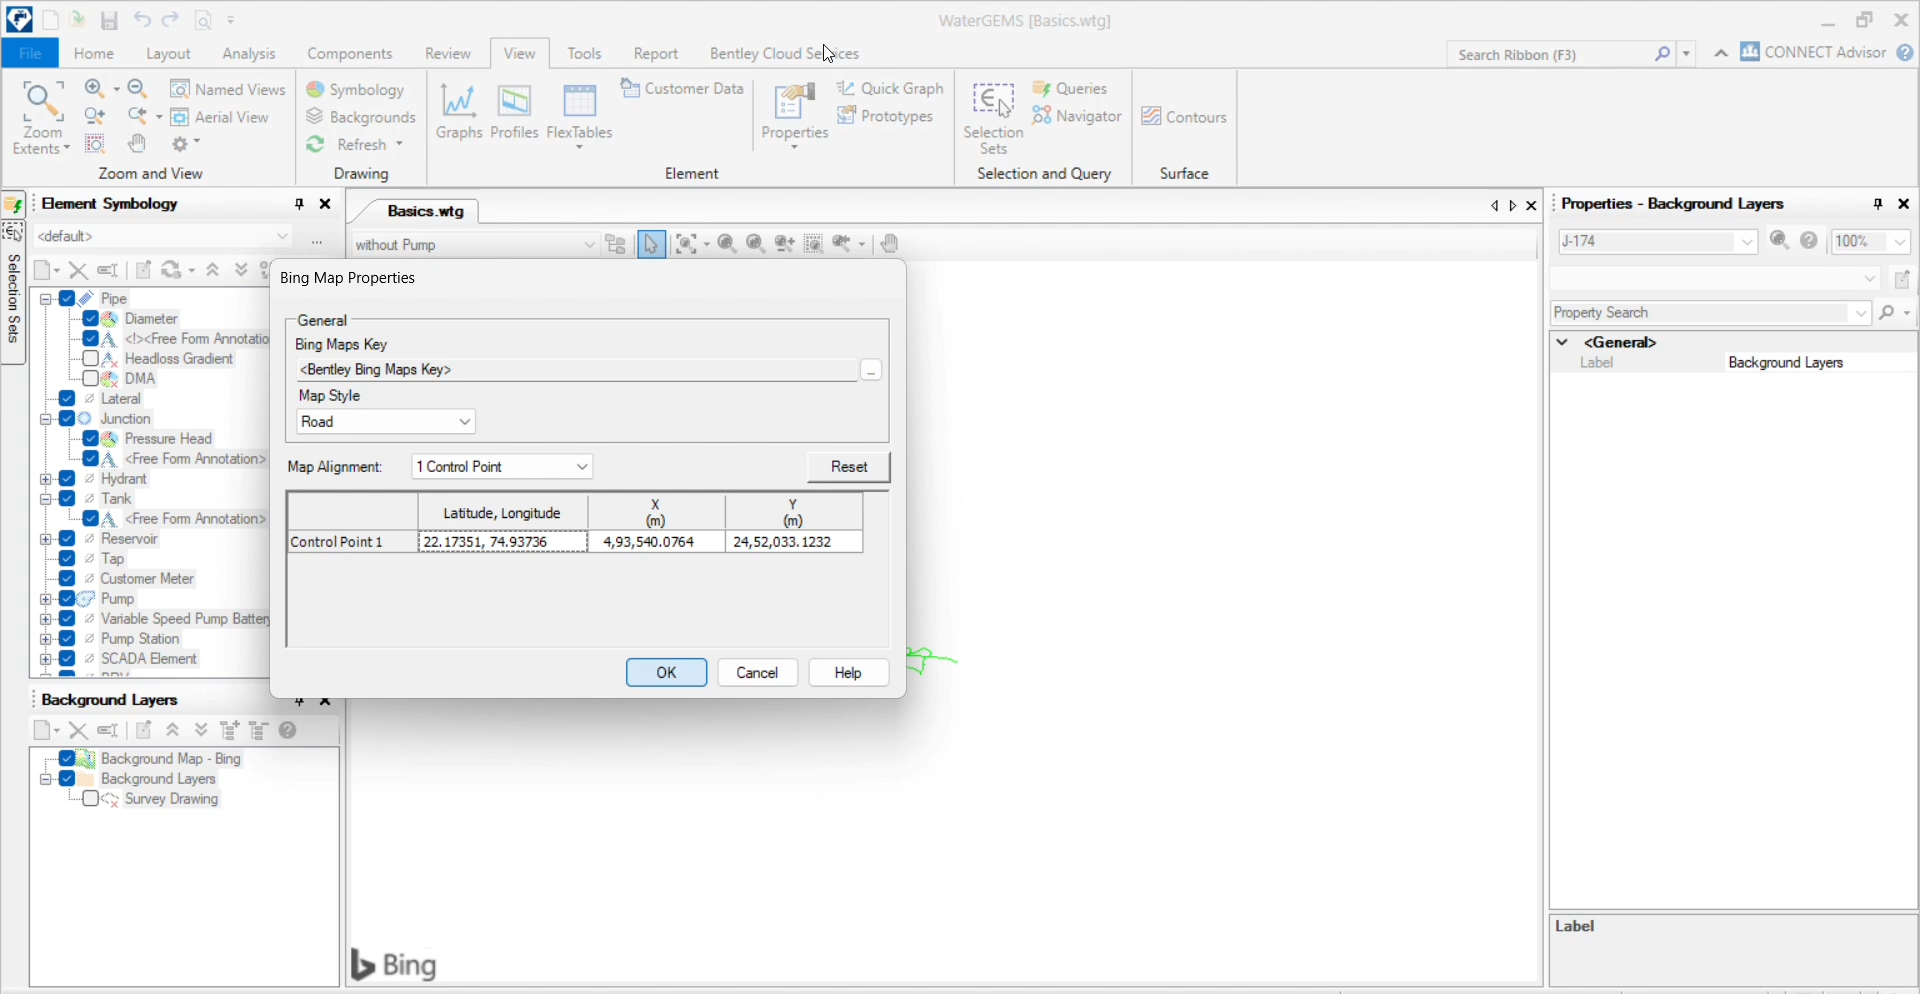 WaterGEMS [Basics.wtg]
File Home Layout Analysis Components Review View Tools Report Bentley Cloud Services Search Ribbon (F3) CONNECT Advisor
Zoom Extents Named Views Aerial View
Zoom and View
Symbology
Backgrounds
Refresh
Drawing
Graphs Profiles FlexTables Customer Data Properties Quick Graph Prototypes
Element
Selection Sets Queries Navigator
Selection and Query
Contours
Surface
Selection Sets
Element Symbology
<default>
...
Pipe
Diameter
<!><Free Form Annotatio
Headloss Gradient
DMA
Lateral
Junction
Pressure Head
<Free Form Annotation>
Hydrant
Tank
<Free Form Annotation>
Reservoir
Tap
Customer Meter
Pump
Variable Speed Pump Battery
Pump Station
SCADA Element
Background Layers
Background Map - Bing
Background Layers
Survey Drawing
Basics.wtg
without Pump
Bing Map Properties
General
Bing Maps Key
<Bentley Bing Maps Key>
...
Map Style
Road
Map Alignment: 1 Control Point Reset
Latitude, Longitude X (m) Y (m)
Control Point 1 22.17351, 74.93736 4,93,540.0764 24,52,033.1232
OK Cancel Help
Bing
Properties - Background Layers
J-174 100%
Property Search
<General>
Label Background Layers
Label